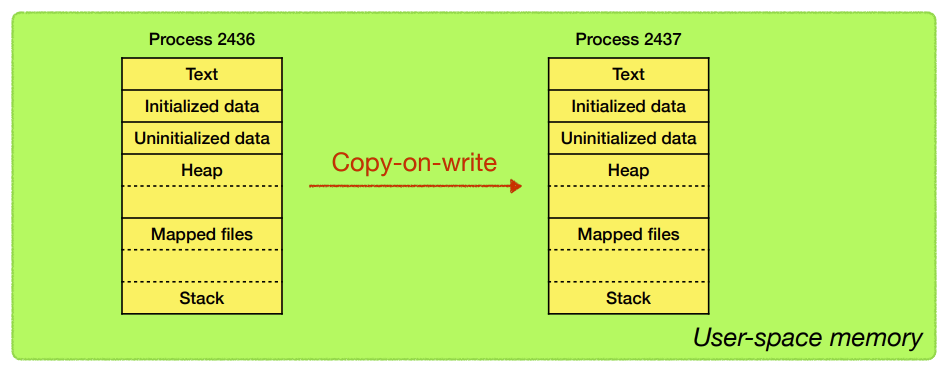 Process 2436
Text
Initialized data
Uninitialized data
Heap
Mapped files
Stack
Copy-on-write
Process 2437
Text
Initialized data
Uninitialized data
Heap
Mapped files
Stack
User-space memory